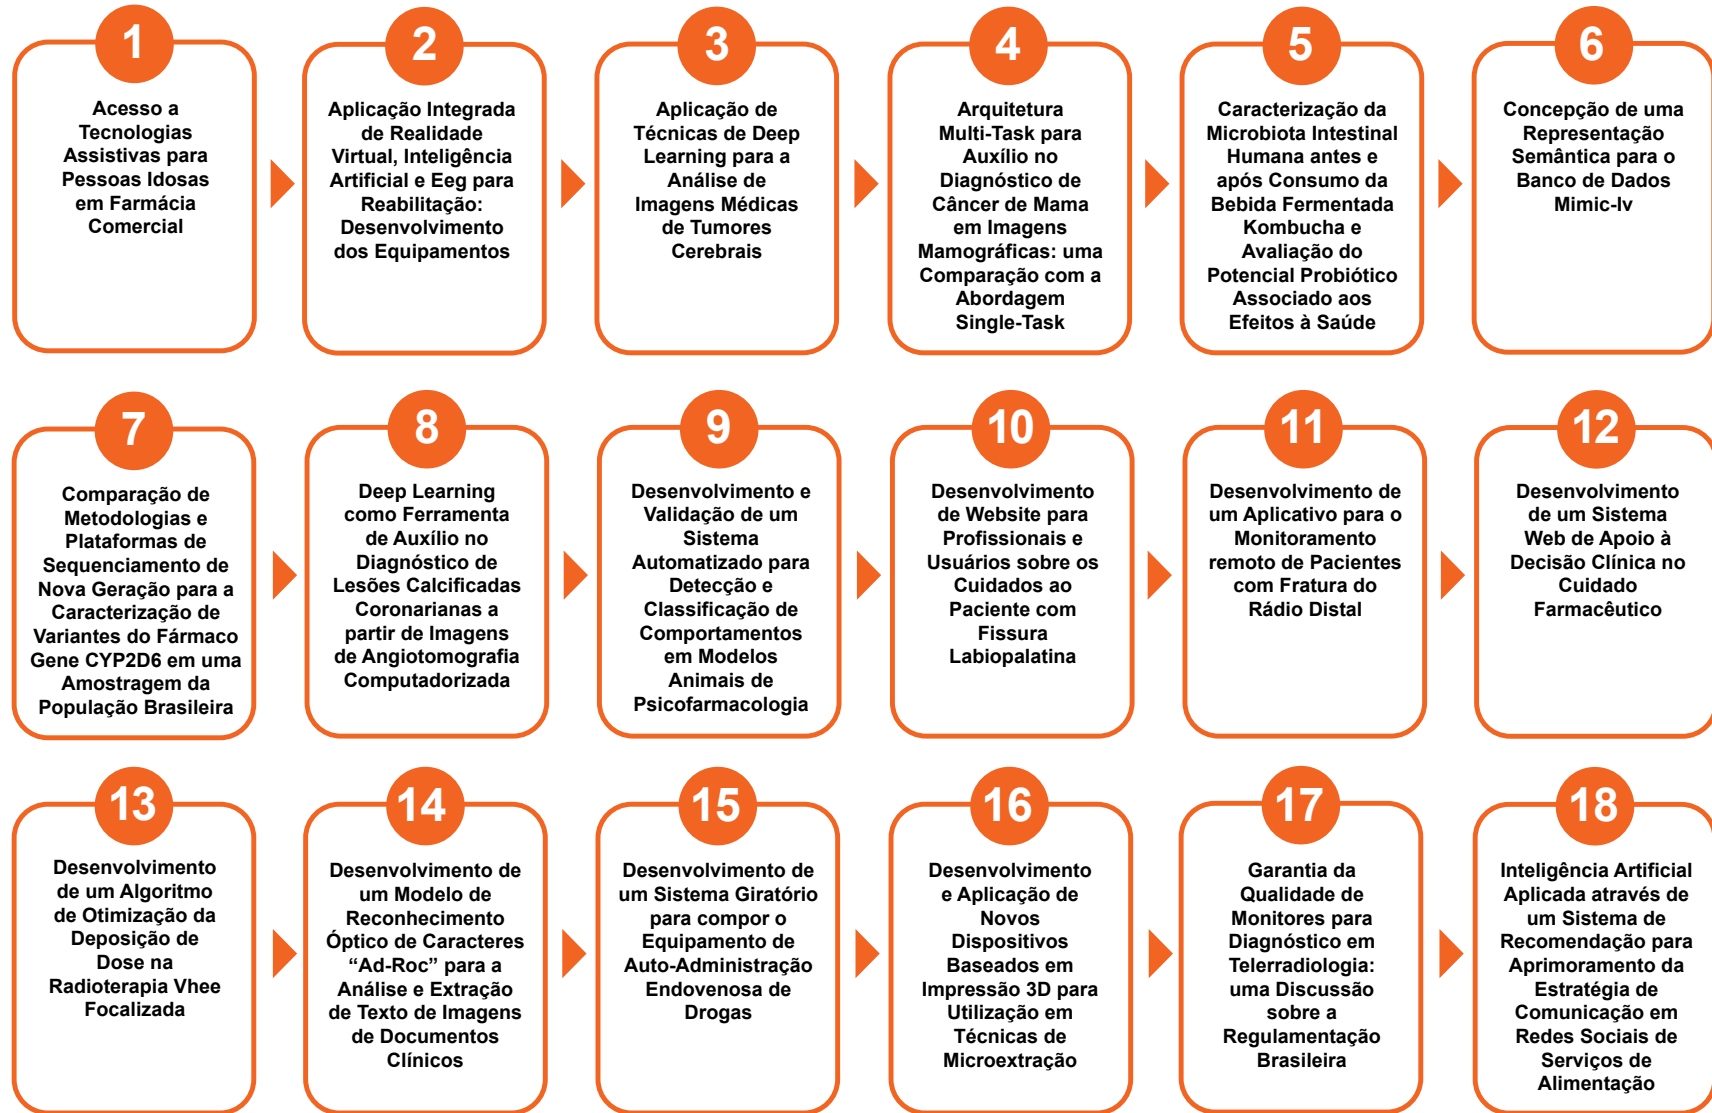 1
Acesso a
Tecnologias
Assistivas para
Pessoas Idosas
em Farmácia
Comercial
2
Aplicação Integrada
de Realidade
Virtual, Inteligência
Artificial e Eeg para
Reabilitação:
Desenvolvimento
dos Equipamentos
3
Aplicação de
Técnicas de Deep
Learning para a
Análise de
Imagens Médicas
de Tumores
Cerebrais
4
Arquitetura
Multi-Task para
Auxílio no
Diagnóstico de
Câncer de Mama
em Imagens
Mamográficas: uma
Comparação com a
Abordagem
Single-Task
5
Caracterização da
Microbiota Intestinal
Humana antes e
após Consumo da
Bebida Fermentada
Kombucha e
Avaliação do
Potencial Probiótico
Associado aos
Efeitos à Saúde
6
Concepção de uma
Representação
Semântica para o
Banco de Dados
Mimic-Iv
7
Comparação de
Metodologias e
Plataformas de
Sequenciamento de
Nova Geração para a
Caracterização de
Variantes do Fármaco
Gene CYP2D6 em uma
Amostragem da
População Brasileira
8
Deep Learning
como Ferramenta
de Auxílio no
Diagnóstico de
Lesões Calcificadas
Coronarianas a
partir de Imagens
de Angiotomografia
Computadorizada
9
Desenvolvimento e
Validação de um
Sistema
Automatizado para
Detecção e
Classificação de
Comportamentos
em Modelos
Animais de
Psicofarmacologia
10
Desenvolvimento
de Website para
Profissionais e
Usuários sobre os
Cuidados ao
Paciente com
Fissura
Labiopalatina
11
Desenvolvimento de
um Aplicativo para o
Monitoramento
remoto de Pacientes
com Fratura do
Rádio Distal
12
Desenvolvimento
de um Sistema
Web de Apoio à
Decisão Clínica no
Cuidado
Farmacêutico
13
Desenvolvimento
de um Algoritmo
de Otimização da
Deposição de
Dose na
Radioterapia Vhee
Focalizada
14
Desenvolvimento de
um Modelo de
Reconhecimento
Óptico de Caracteres
“Ad-Roc” para a
Análise e Extração
de Texto de Imagens
de Documentos
Clínicos
15
Desenvolvimento de
um Sistema Giratório
para compor o
Equipamento de
Auto-Administração
Endovenosa de
Drogas
16
Desenvolvimento
e Aplicação de
Novos
Dispositivos
Baseados em
Impressão 3D para
Utilização em
Técnicas de
Microextração
17
Garantia da
Qualidade de
Monitores para
Diagnóstico em
Telerradiologia:
uma Discussão
sobre a
Regulamentação
Brasileira
18
Inteligência Artificial
Aplicada através de
um Sistema de
Recomendação para
Aprimoramento da
Estratégia de
Comunicação em
Redes Sociais de
Serviços de
Alimentação